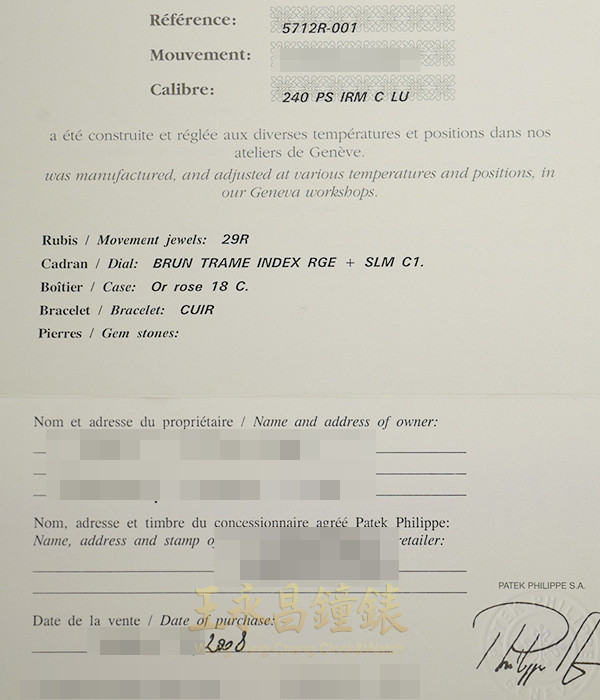 Référence: 5712R-001
Mouvement:
Calibre: 240 PS IRM C LU
a été construite et réglée aux diverses températures et positions dans nos
ateliers de Genève.
was manufactured, and adjusted at various temperatures and positions, in
our Geneva workshops.
Rubis / Movement jewels: 29R
Cadran / Dial: BRUN TRAME INDEX RGE + SLM C1.
Boîtier / Case: Or rose 18 C.
Bracelet / Bracelet: CUIR
Pierres / Gem stones:
Nom et adresse du propriétaire / Name and address of owner:
Nom, adresse et timbre du concessionnaire agréé Patek Philippe:
Name, address and stamp retailer:
PATEK PHILIPPE S.A.
王永昌鐘錶
Date de la vente / Date of purchase:
2008